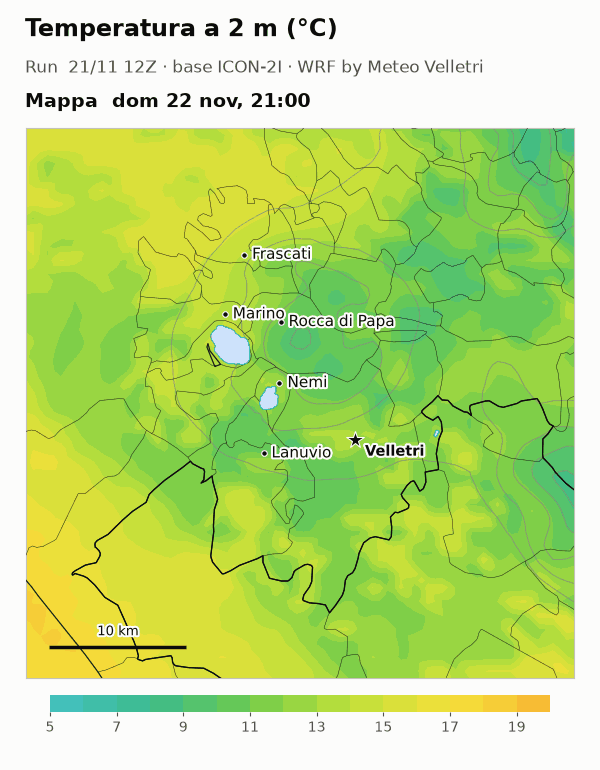 Temperatura a 2 m (°C)
Run  21/11 12Z · base ICON-2I · WRF by Meteo Velletri
Mappa  dom 22 nov, 21:00
Frascati
Marino
Rocca di Papa
Nemi
Velletri
Lanuvio
10 km
5 7 9 11 13 15 17 19